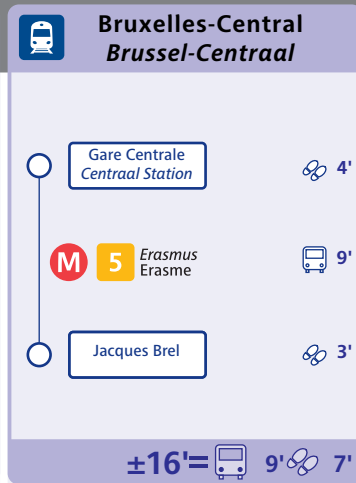 Bruxelles-Central
Brussel-Centraal
Gare Centrale
Centraal Station
4'
M 5 Erasmus
Erasme
9'
Jacques Brel
3'
±16'= 9' 7'